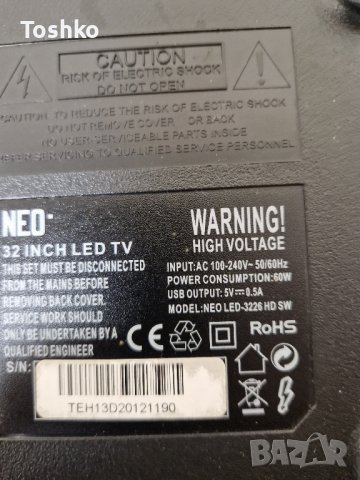 Toshko
CAUTION
RISK OF ELECTRIC SHOCK
DO NOT OPEN
CAUTION: TO REDUCE THE RISK OF ELECTRIC SHOCK
DO NOT REMOVE COVER OR BACK
NO USER SERVICEABLE PARTS INSIDE
REFER SERVICING TO QUALIFIED SERVICE PERSONNEL
NEO
32 INCH LED TV
THIS SET MUST BE DISCONNECTED
FROM THE MAINS BEFORE
REMOVING BACK COVER.
SERVICE WORK SHOULD
ONLY BE UNDERTAKEN BY A
QUALIFIED ENGINEER
S/N:
TEH13D20121190
WARNING!
HIGH VOLTAGE
INPUT:AC 100-240V~ 50/60Hz
POWER CONSUMPTION:60W
USB OUTPUT: 5V⎓0.5A
MODEL: NEO LED-3226 HD SW
CE
RoHS
BAZAR